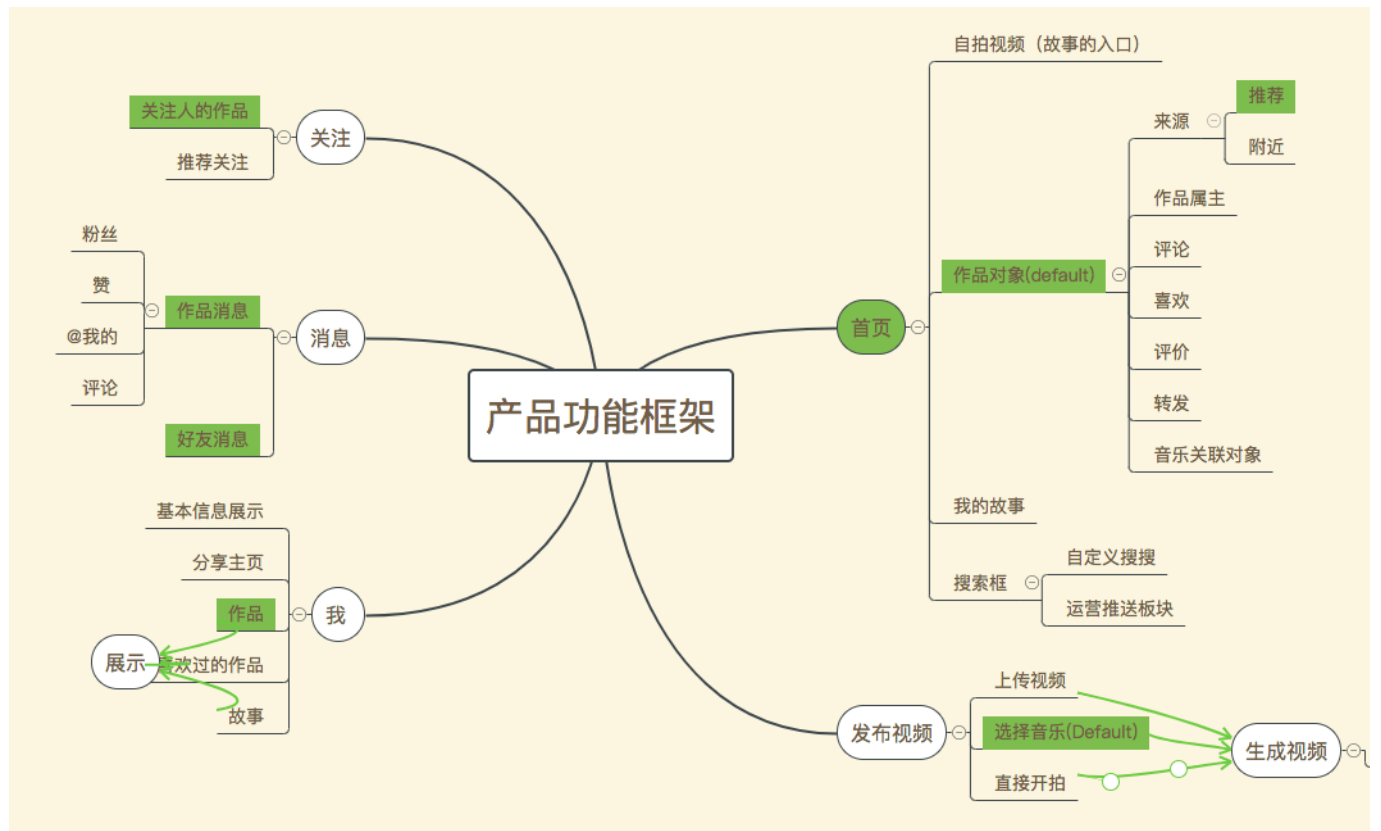 产品功能框架
关注
关注人的作品
推荐关注
消息
作品消息
粉丝
赞
@我的
评论
好友消息
我
基本信息展示
分享主页
作品
欢过的作品
故事
展示
首页
自拍视频（故事的入口）
作品对象(default)
来源
推荐
附近
作品属主
评论
喜欢
评价
转发
音乐关联对象
我的故事
搜索框
自定义搜搜
运营推送板块
发布视频
上传视频
选择音乐(Default)
直接开拍
生成视频